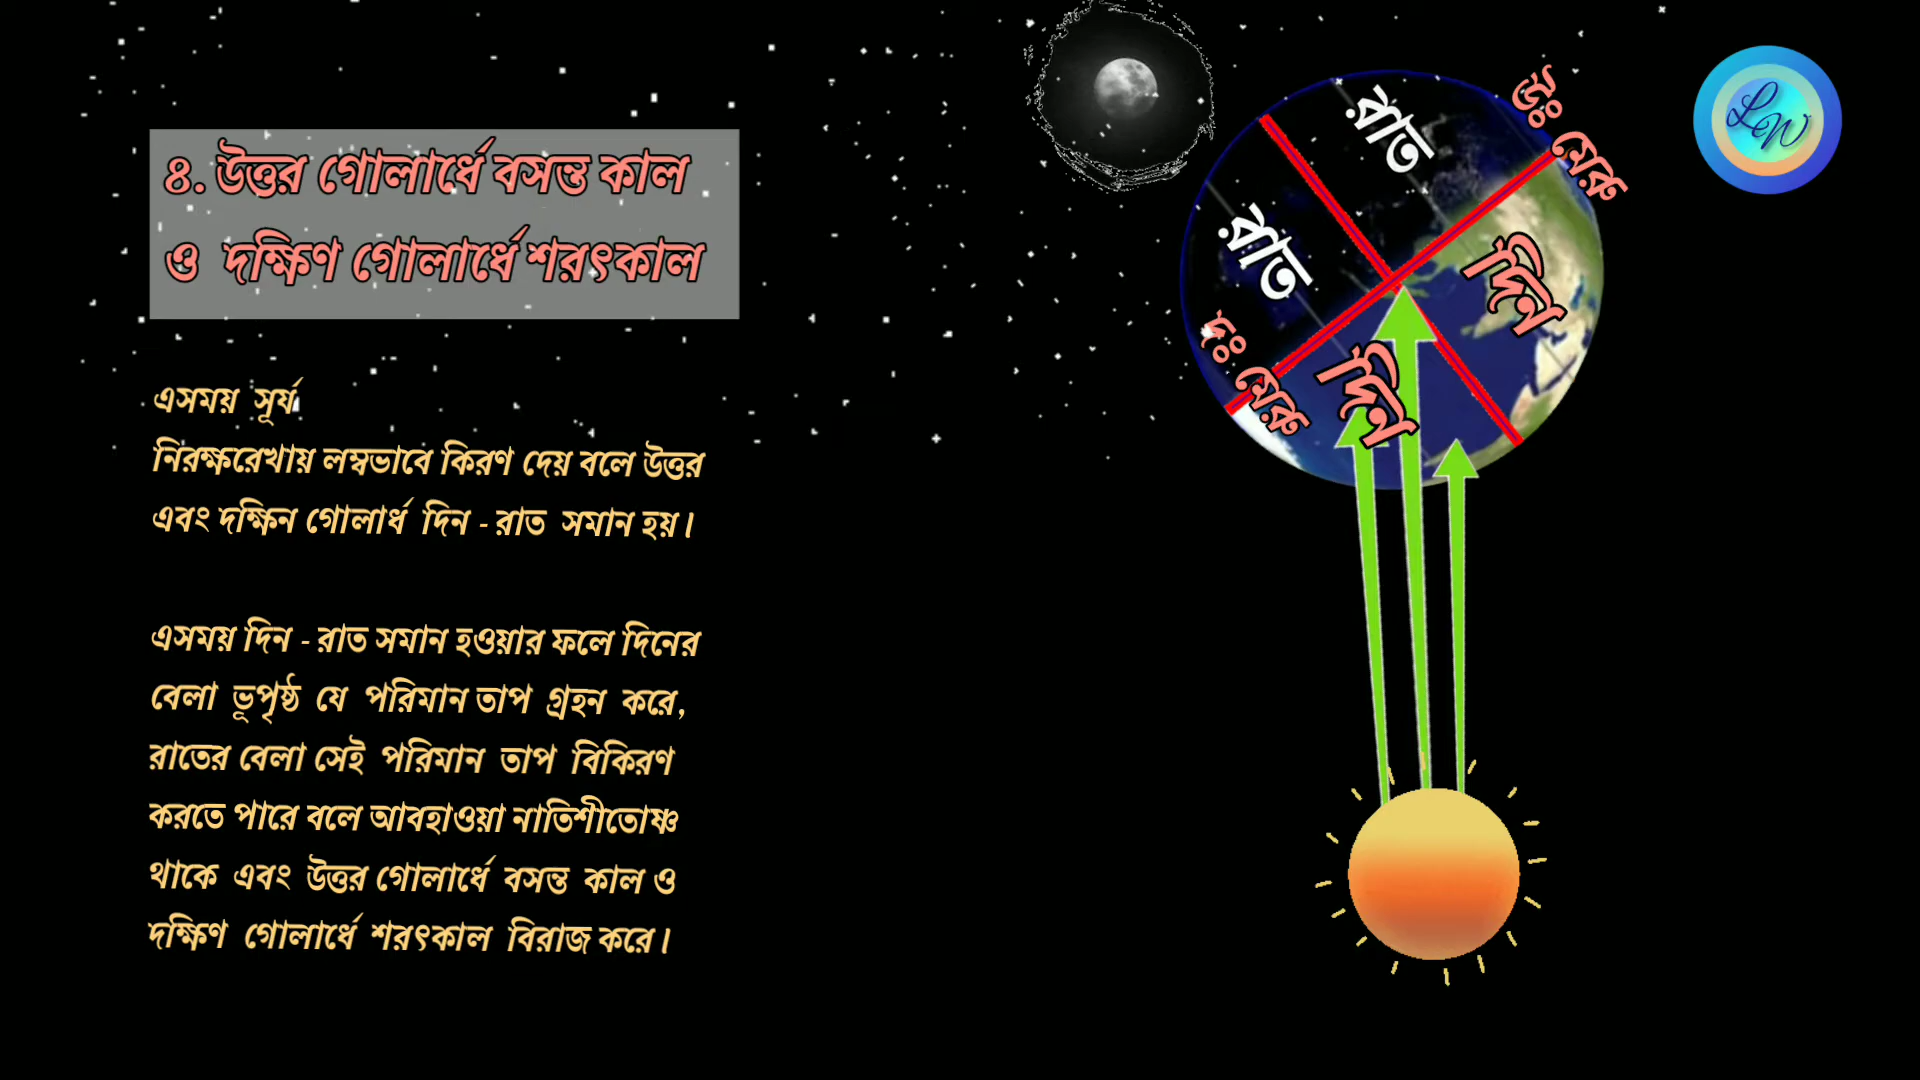 ৪. উত্তর গোলার্ধে বসন্ত কাল
ও দক্ষিণ গোলার্ধে শরৎকাল
এসময় সূর্য
নিরক্ষরেখায় লম্বভাবে কিরণ দেয় বলে উত্তর
এবং দক্ষিন গোলার্ধ দিন - রাত সমান হয়।
এসময় দিন - রাত সমান হওয়ার ফলে দিনের
বেলা ভূপৃষ্ঠ যে পরিমান তাপ গ্রহন করে,
রাতের বেলা সেই পরিমান তাপ বিকিরণ
করতে পারে বলে আবহাওয়া নাতিশীতোষ্ণ
থাকে এবং উত্তর গোলার্ধে বসন্ত কাল ও
দক্ষিণ গোলার্ধে শরৎকাল বিরাজ করে।
রাত
উঃ মেরু
রাত
দিন
দঃ মেরু
দিন
LW